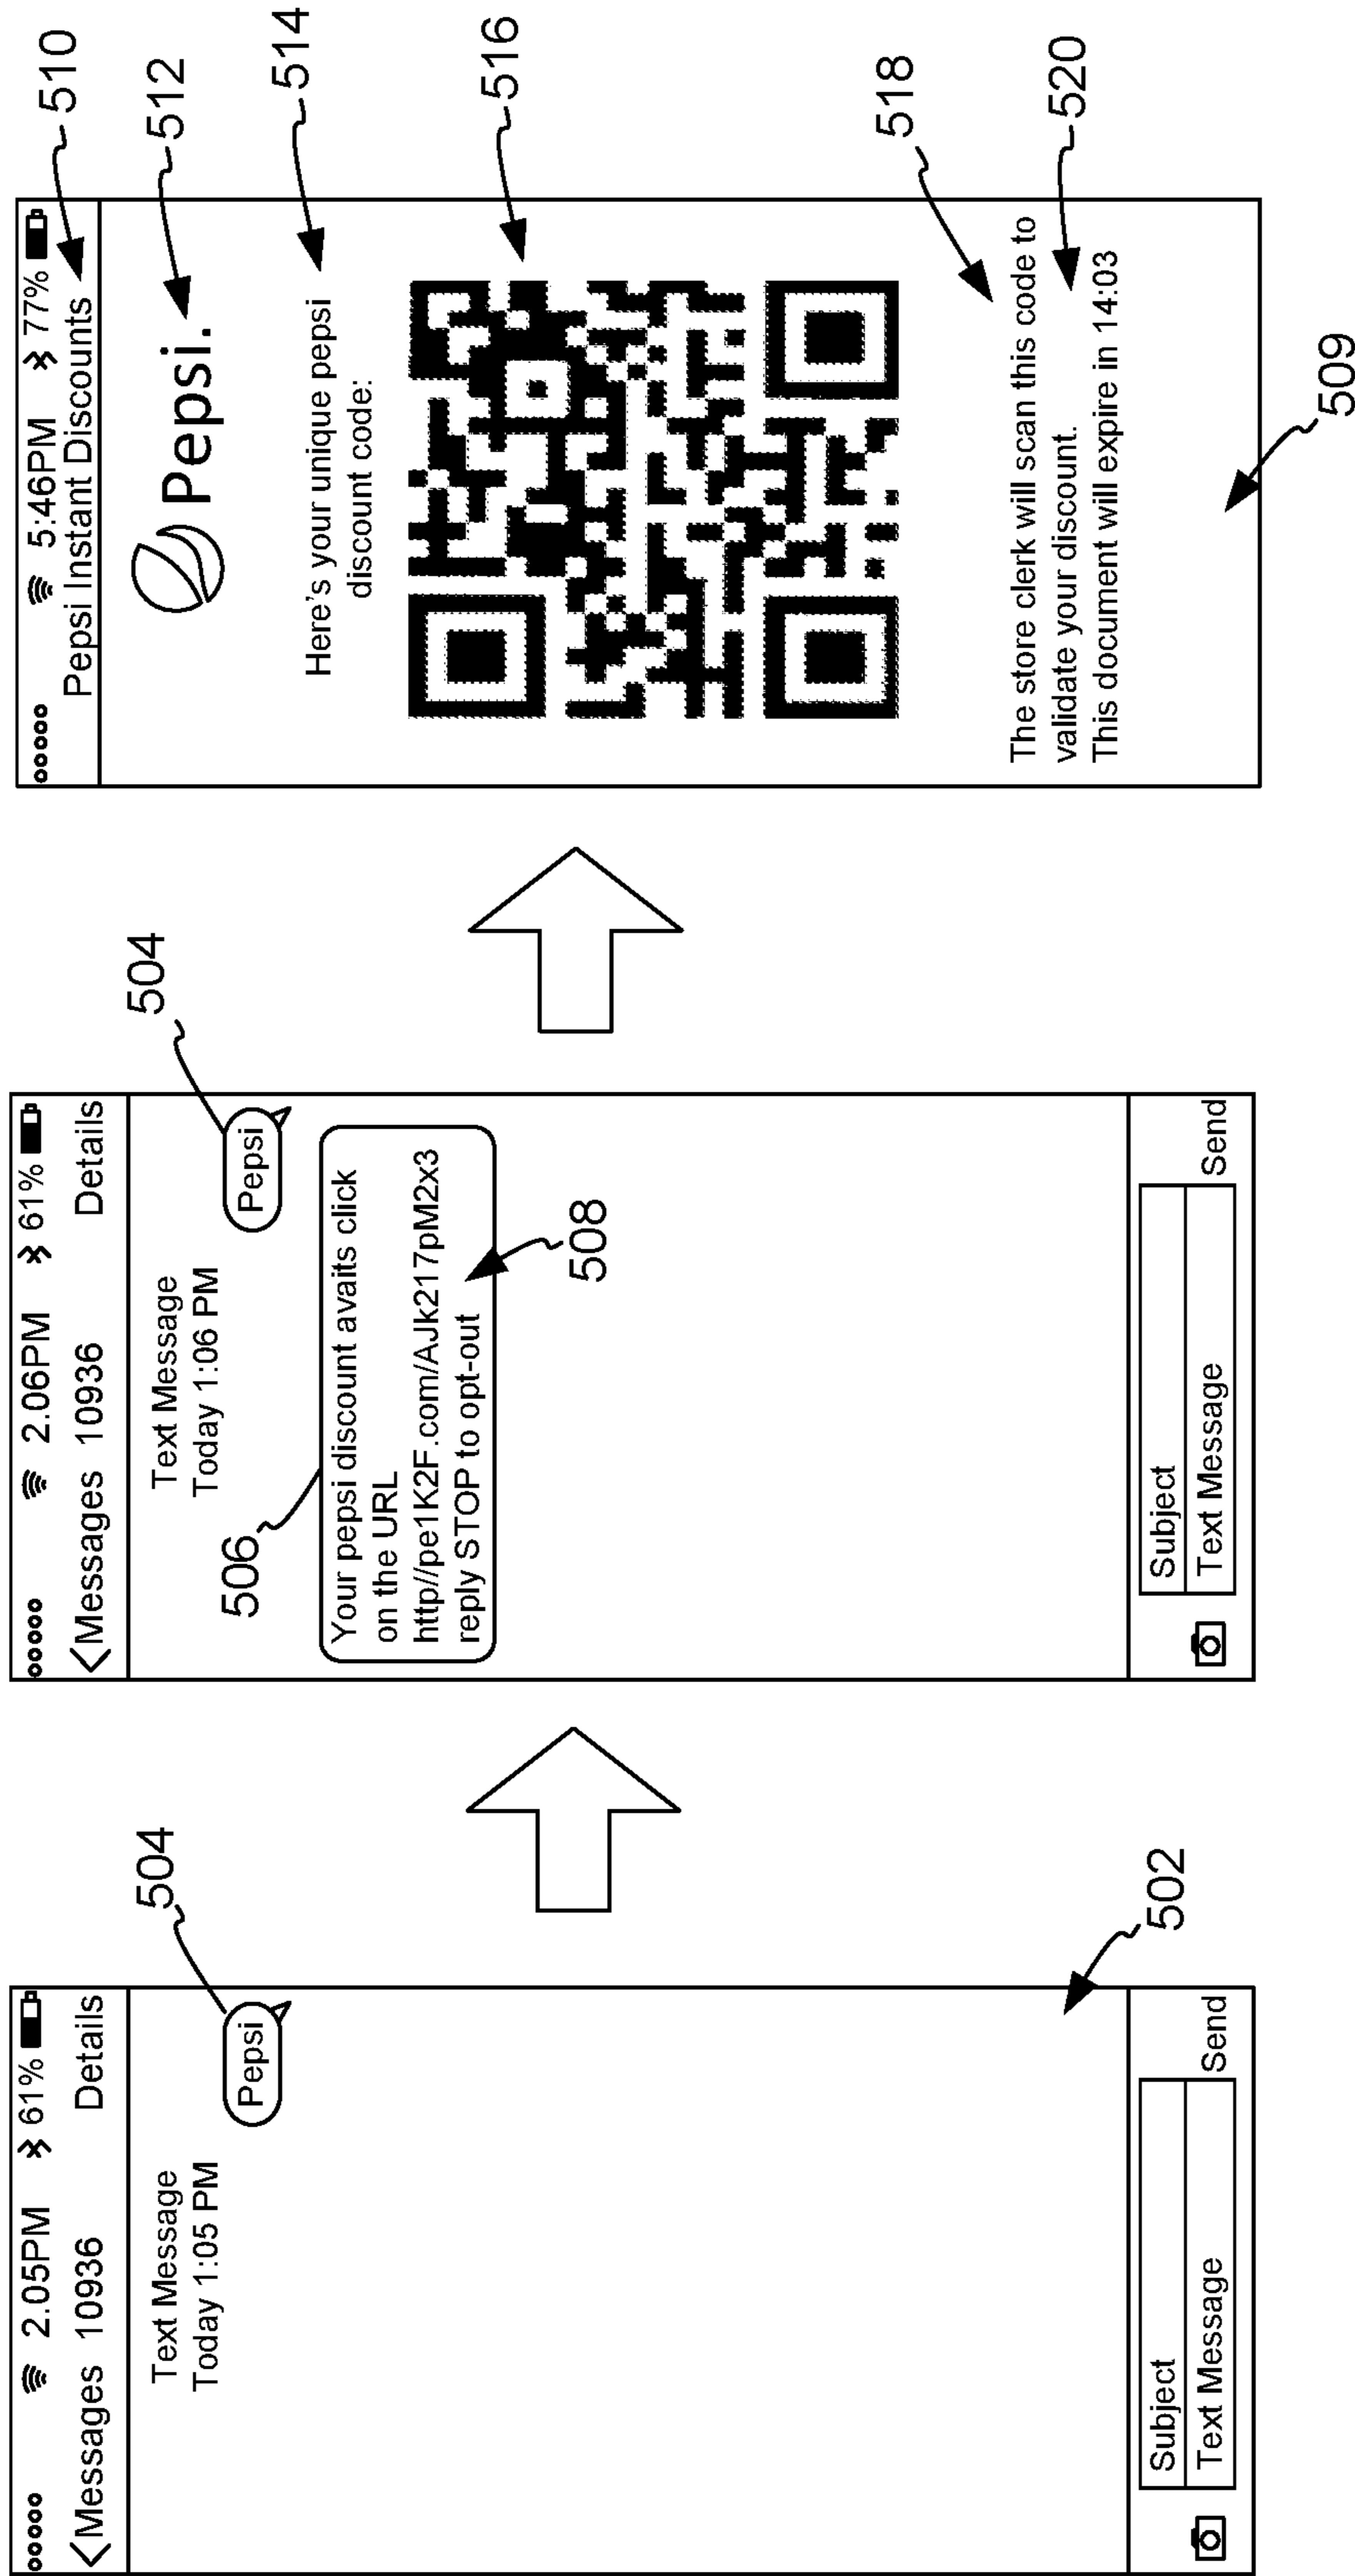 2.05PM 61%
Messages 10936 Details
Text Message
Today 1:05 PM
Pepsi
504
502
Subject
Text Message Send
2.06PM 61%
Messages 10936 Details
Text Message
Today 1:06 PM
Pepsi
504
506
Your pepsi discount avaits click
on the URL
http//pe1K2F.com/AJk217pM2x3
reply STOP to opt-out
508
Subject
Text Message Send
5:46PM 77%
Pepsi Instant Discounts
510
Pepsi.
512
Here's your unique pepsi
discount code:
514
516
The store clerk will scan this code to
validate your discount.
This document will expire in 14:03
518
520
509